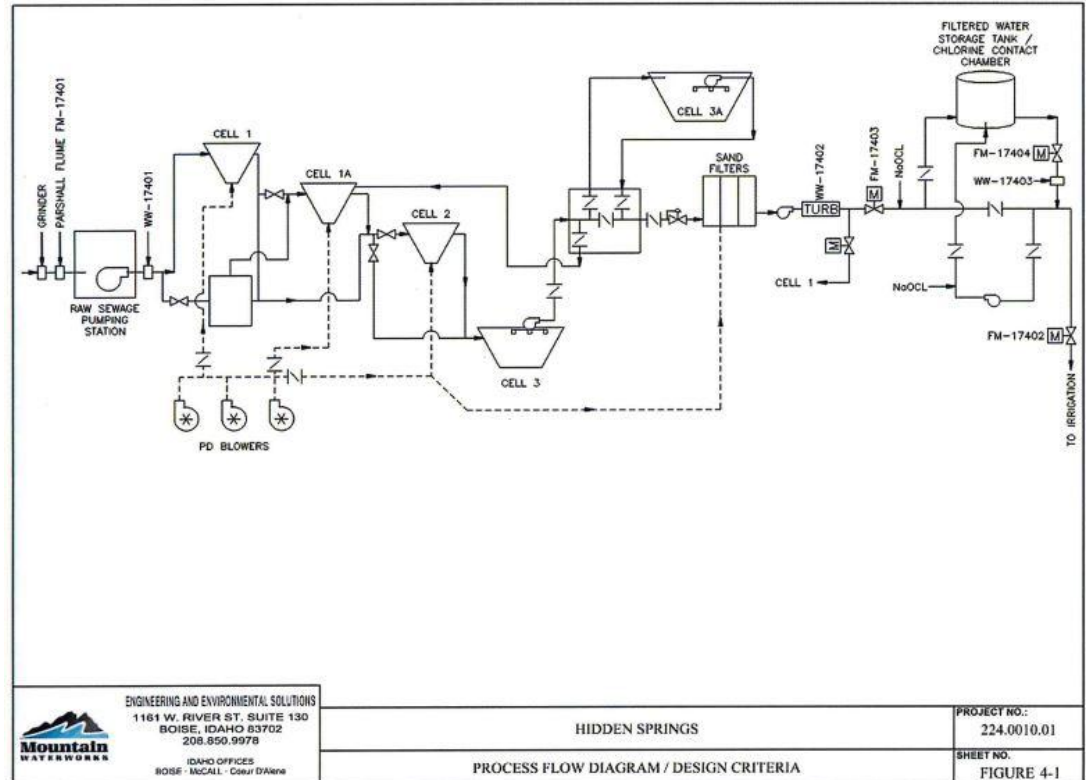 FILTERED WATER
STORAGE TANK /
CHLORINE CONTACT
CHAMBER
CELL 3A
GRINDER
PARSHALL FLUME FM-17401
WW-17401
CELL 1
CELL 1A
CELL 2
SAND
FILTERS
WW-17402
TURB
M
FM-17403
M
NaOCL
FM-17404
M
WW-17403
CELL 1
NaOCL
RAW SEWAGE
PUMPING
STATION
CELL 3
FM-17402
M
TO IRRIGATION
PD BLOWERS
Mountain
WATERWORKS
ENGINEERING AND ENVIRONMENTAL SOLUTIONS
1161 W. RIVER ST. SUITE 130
BOISE, IDAHO 83702
208.850.9978
IDAHO OFFICES
BOISE - McCALL - Coeur D'Alene
HIDDEN SPRINGS
PROCESS FLOW DIAGRAM / DESIGN CRITERIA
PROJECT NO.:
224.0010.01
SHEET NO.
FIGURE 4-1